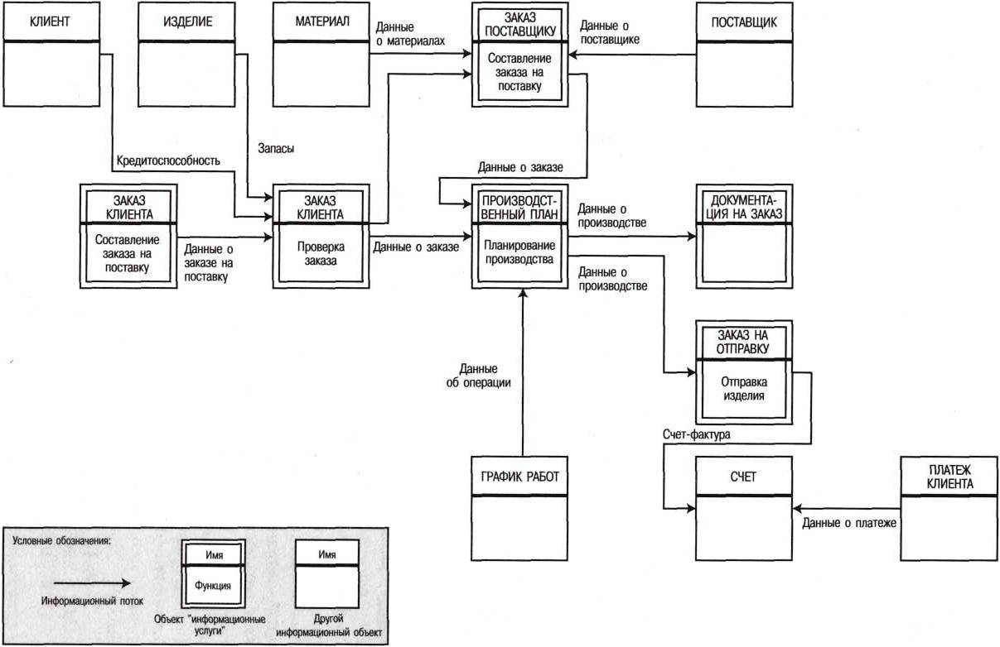 КЛИЕНТ
ИЗДЕЛИЕ
МАТЕРИАЛ
Данные
о материалах
ЗАКАЗ
ПОСТАВЩИКУ
Составление
заказа на
поставку
Данные о
поставщике
ПОСТАВЩИК
Кредитоспособность
Запасы
Данные о заказе
ЗАКАЗ
КЛИЕНТА
Составление
заказа на
поставку
Данные о
заказе на
поставку
ЗАКАЗ
КЛИЕНТА
Проверка
заказа
Данные о заказе
ПРОИЗВОДСТ-
ВЕННЫЙ ПЛАН
Планирование
производства
Данные о
производстве
Данные о
производстве
ДОКУМЕНТА-
ЦИЯ НА ЗАКАЗ
Данные
об операции
ЗАКАЗ НА
ОТПРАВКУ
Отправка
изделия
Счет-фактура
ГРАФИК РАБОТ
СЧЕТ
Данные о платеже
ПЛАТЕЖ
КЛИЕНТА
Условные обозначения:
Информационный поток
Имя
Функция
Объект "информационные
услуги"
Имя
Другой
информационный объект